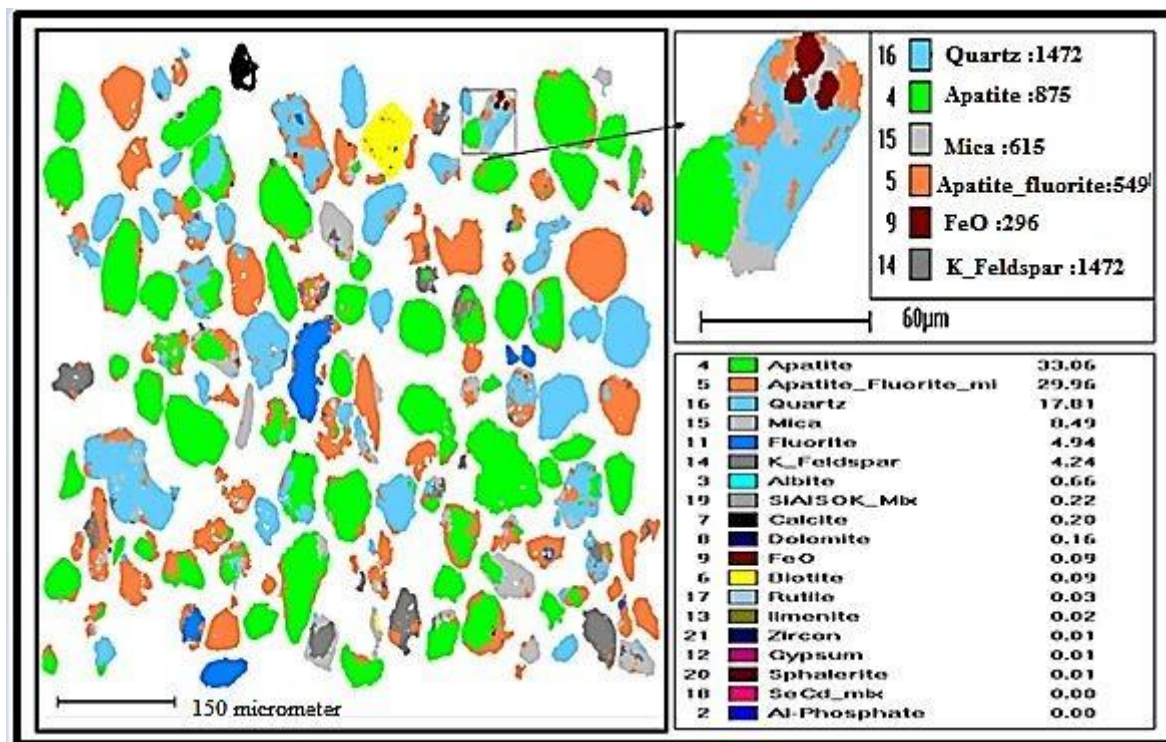 16 Quartz :1472
4 Apatite :875
15 Mica :615
5 Apatite_fluorite:549
9 FeO :296
14 K_Feldspar :1472
60µm
4 Apatite 33.06
5 Apatite_Fluorite_mi 29.96
16 Quartz 17.81
15 Mica 8.49
11 Fluorite 4.94
14 K_Feldspar 4.24
3 Albite 0.66
19 SiAlSOK_Mix 0.22
7 Calcite 0.20
8 Dolomite 0.16
9 FeO 0.09
6 Biotite 0.09
17 Rutile 0.03
13 Ilmenite 0.02
21 Zircon 0.01
12 Gypsum 0.01
20 Sphalerite 0.01
18 SeCd_mix 0.00
2 Al-Phosphate 0.00
150 micrometer